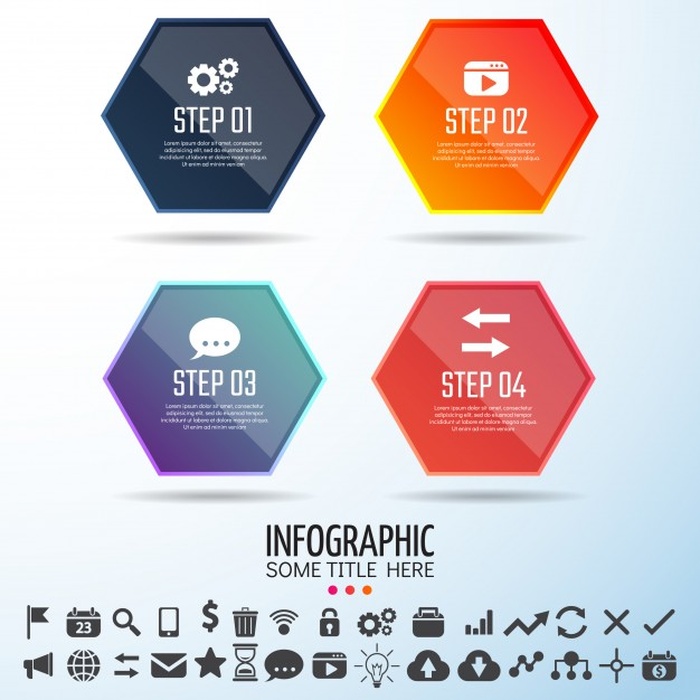 STEP 01
Lorem ipsum dolor sit amet, consectetur
adipisicing elit, sed do eiusmod tempor
incididunt ut labore et dolore magna aliqua.
Ut enim ad minim veniam
STEP 02
Lorem ipsum dolor sit amet, consectetur
adipisicing elit, sed do eiusmod tempor
incididunt ut labore et dolore magna aliqua.
Ut enim ad minim veniam
STEP 03
Lorem ipsum dolor sit amet, consectetur
adipisicing elit, sed do eiusmod tempor
incididunt ut labore et dolore magna aliqua.
Ut enim ad minim veniam
STEP 04
Lorem ipsum dolor sit amet, consectetur
adipisicing elit, sed do eiusmod tempor
incididunt ut labore et dolore magna aliqua.
Ut enim ad minim veniam
INFOGRAPHIC
SOME TITLE HERE
23 $
$